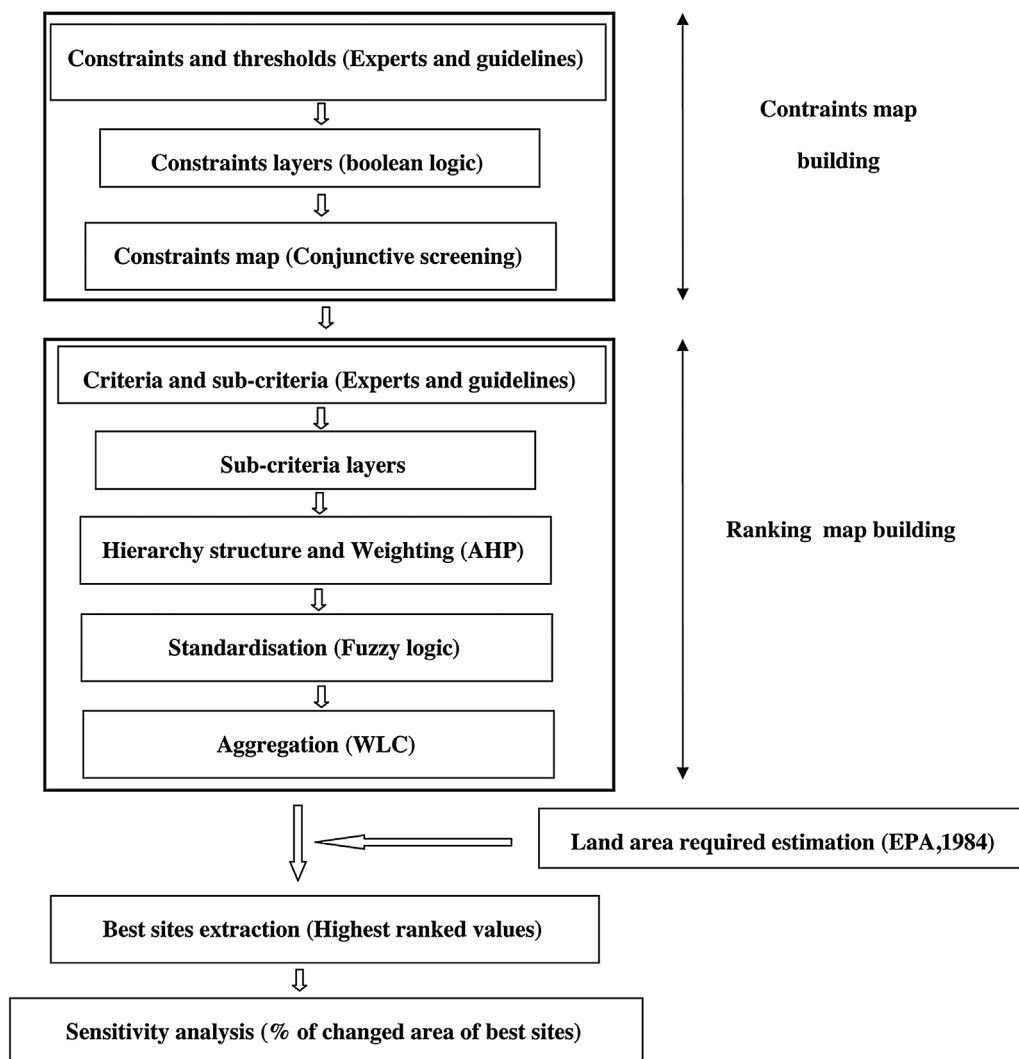 Constraints and thresholds (Experts and guidelines)
Constraints layers (boolean logic)
Constraints map (Conjunctive screening)
Contraints map
building
Criteria and sub-criteria (Experts and guidelines)
Sub-criteria layers
Hierarchy structure and Weighting (AHP)
Standardisation (Fuzzy logic)
Aggregation (WLC)
Ranking map building
Land area required estimation (EPA,1984)
Best sites extraction (Highest ranked values)
Sensitivity analysis (% of changed area of best sites)